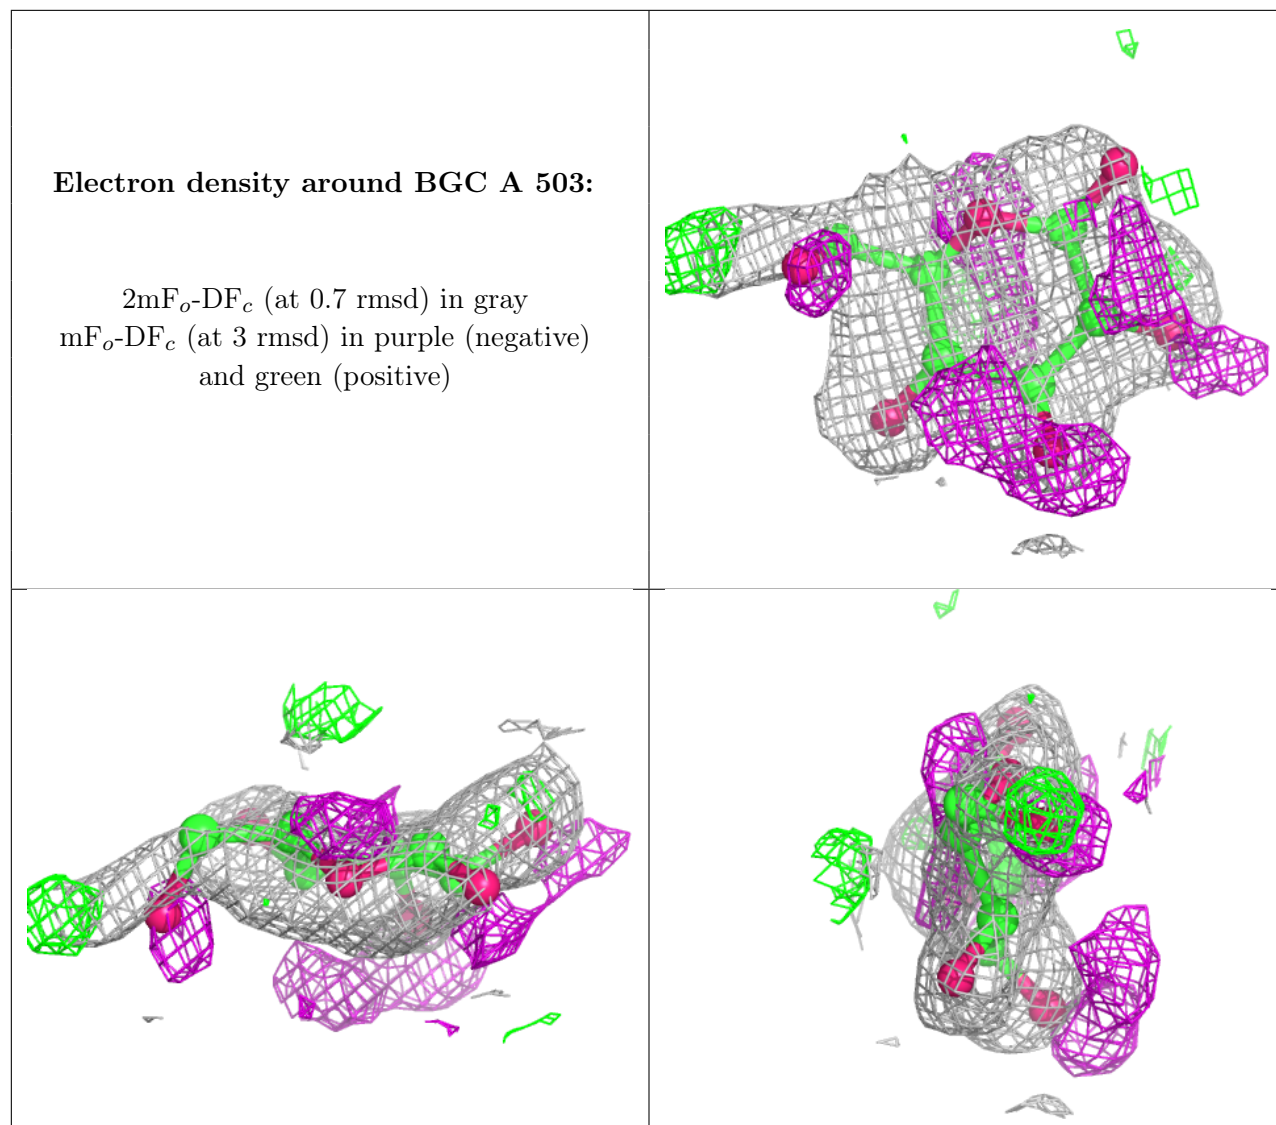 Electron density around BGC A 503:
2mFo-DFc (at 0.7 rmsd) in gray
mFo-DFc (at 3 rmsd) in purple (negative)
and green (positive)